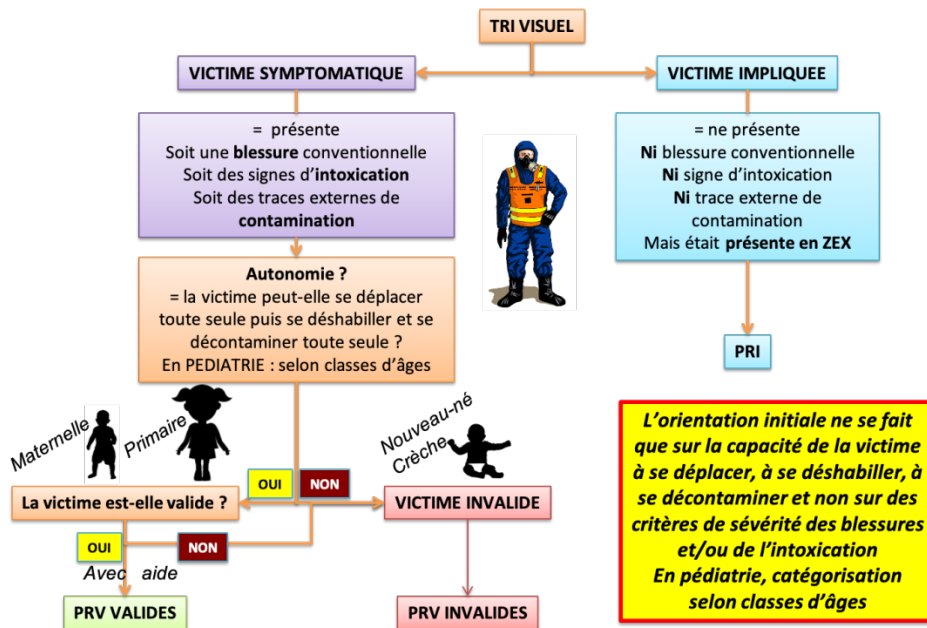 TRI VISUEL
VICTIME SYMPTOMATIQUE
VICTIME IMPLIQUEE
= présente
Soit une blessure conventionnelle
Soit des signes d'intoxication
Soit des traces externes de
contamination
= ne présente
Ni blessure conventionnelle
Ni signe d'intoxication
Ni trace externe de
contamination
Mais était présente en ZEX
Autonomie ?
= la victime peut-elle se déplacer
toute seule puis se déshabiller et se
décontaminer toute seule ?
En PEDIATRIE : selon classes d'âges
PRI
Maternelle
Primaire
Nouveau-né
Crèche
OUI
NON
La victime est-elle valide ?
VICTIME INVALIDE
OUI
NON
Avec aide
PRV VALIDES
PRV INVALIDES
L'orientation initiale ne se fait
que sur la capacité de la victime
à se déplacer, à se déshabiller, à
se décontaminer et non sur des
critères de sévérité des blessures
et/ou de l'intoxication
En pédiatrie, catégorisation
selon classes d'âges